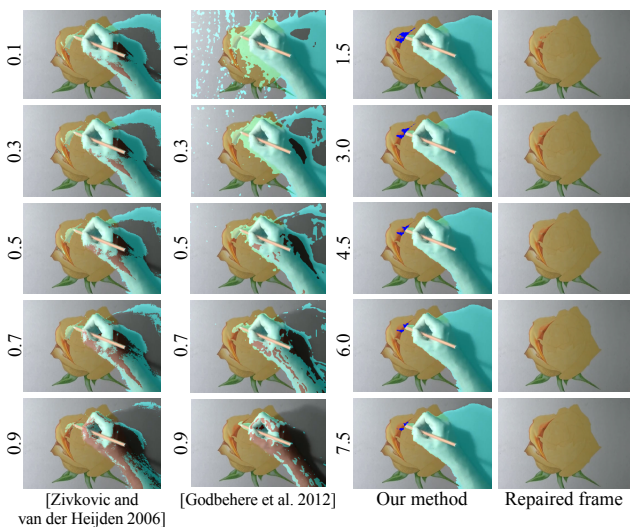 0.1 0.1 1.5
0.3 0.3 3.0
0.5 0.5 4.5
0.7 0.7 6.0
0.9 0.9 7.5
[Zivkovic and
van der Heijden 2006]
[Godbehere et al. 2012]
Our method
Repaired frame